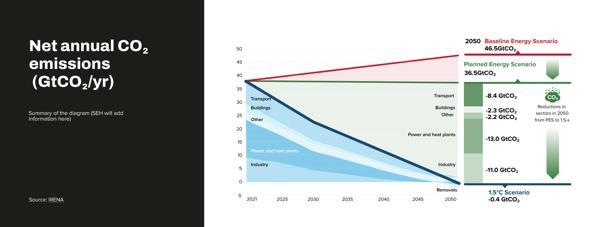 Net annual CO₂
emissions
(GtCO₂/yr)
Summary of the diagram (SEH will add
information here)
Source: IRENA
50
45
40
35
30
25
20
15
10
5
0
-5
2021
2025
2030
2035
2040
2045
2050
Transport
Buildings
Other
Power and heat plants
Industry
Transport
Buildings
Other
Power and heat plants
Industry
Removals
2050 Baseline Energy Scenario
46.5GtCO₂
Planned Energy Scenario
36.5GtCO₂
-8.4 GtCO₂
-2.3 GtCO₂
-2.2 GtCO₂
-13.0 GtCO₂
-11.0 GtCO₂
CO₂
Reductions in
sectors in 2050
from PES to 1.5-s
1.5°C Scenario
-0.4 GtCO₂